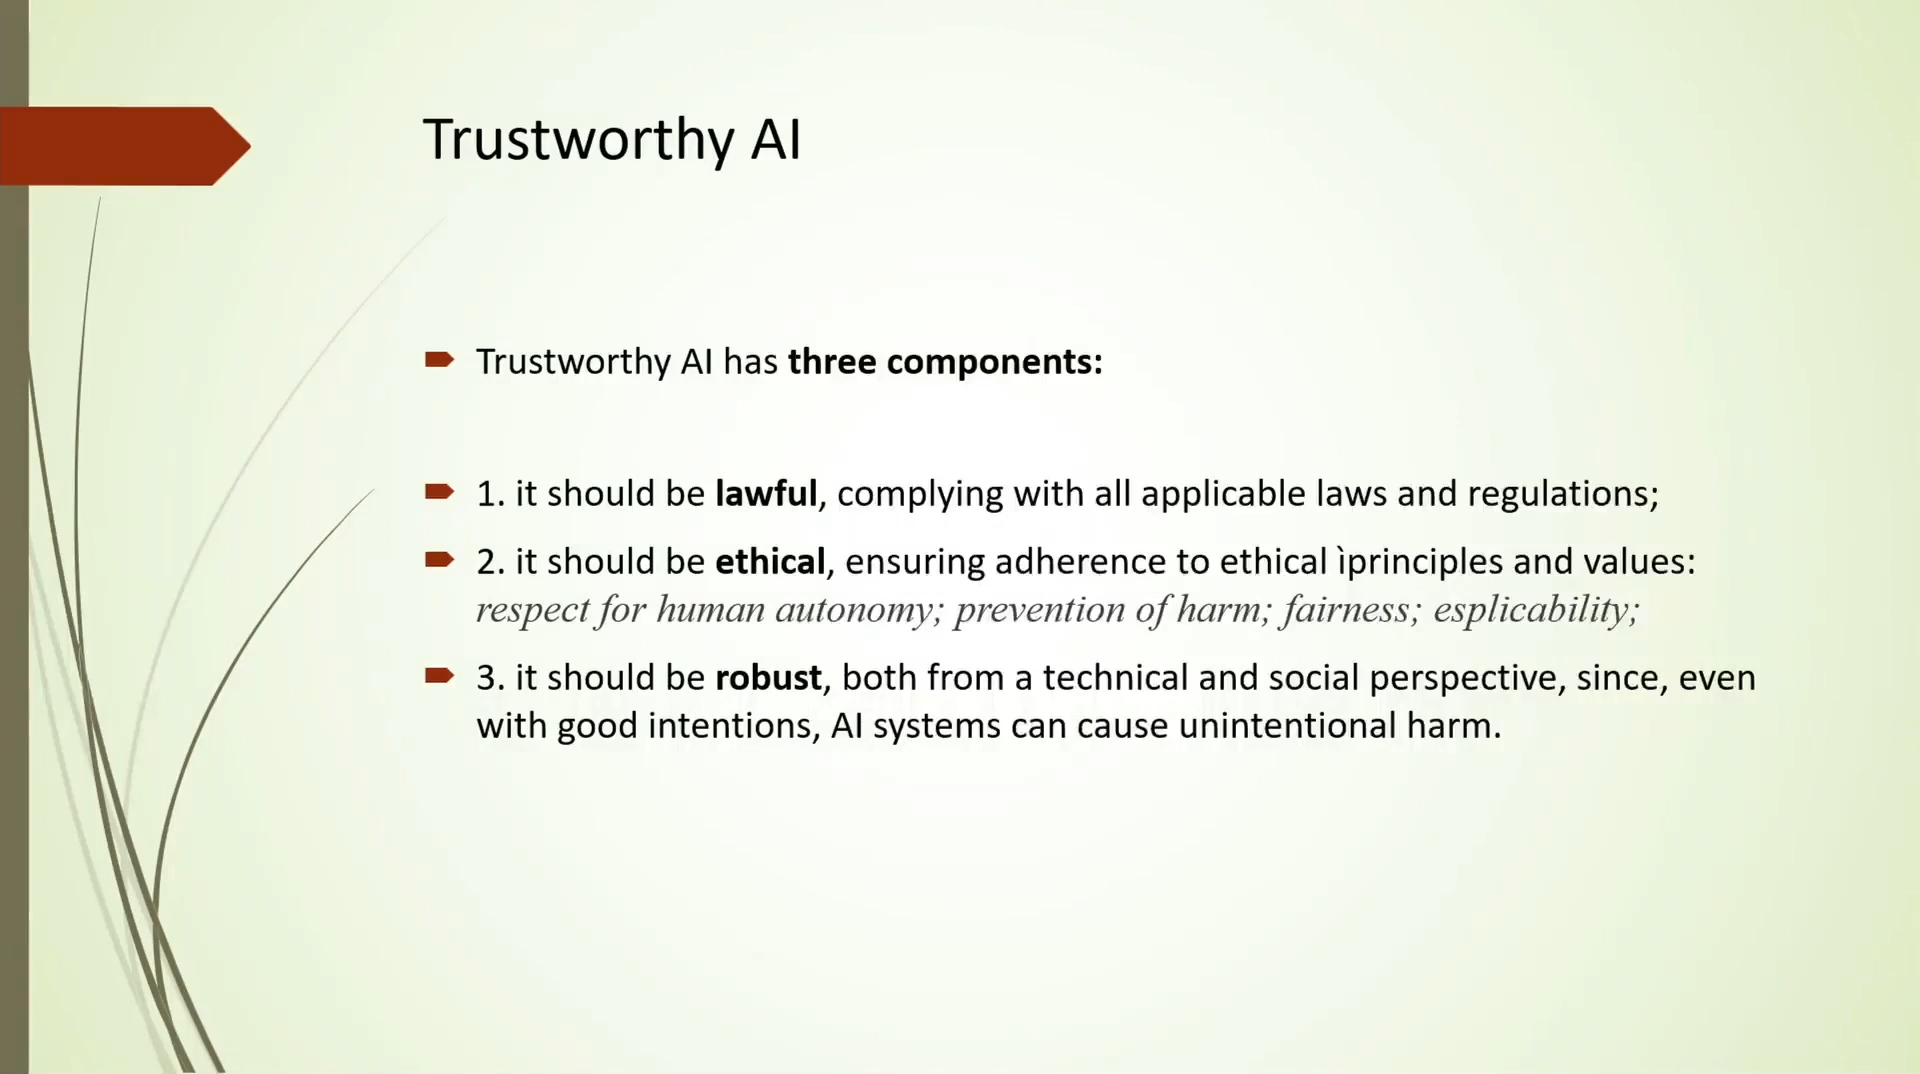 Trustworthy AI
Trustworthy AI has three components:
1. it should be lawful, complying with all applicable laws and regulations;
2. it should be ethical, ensuring adherence to ethical ìprinciples and values:
respect for human autonomy; prevention of harm; fairness; esplicability;
3. it should be robust, both from a technical and social perspective, since, even
with good intentions, AI systems can cause unintentional harm.